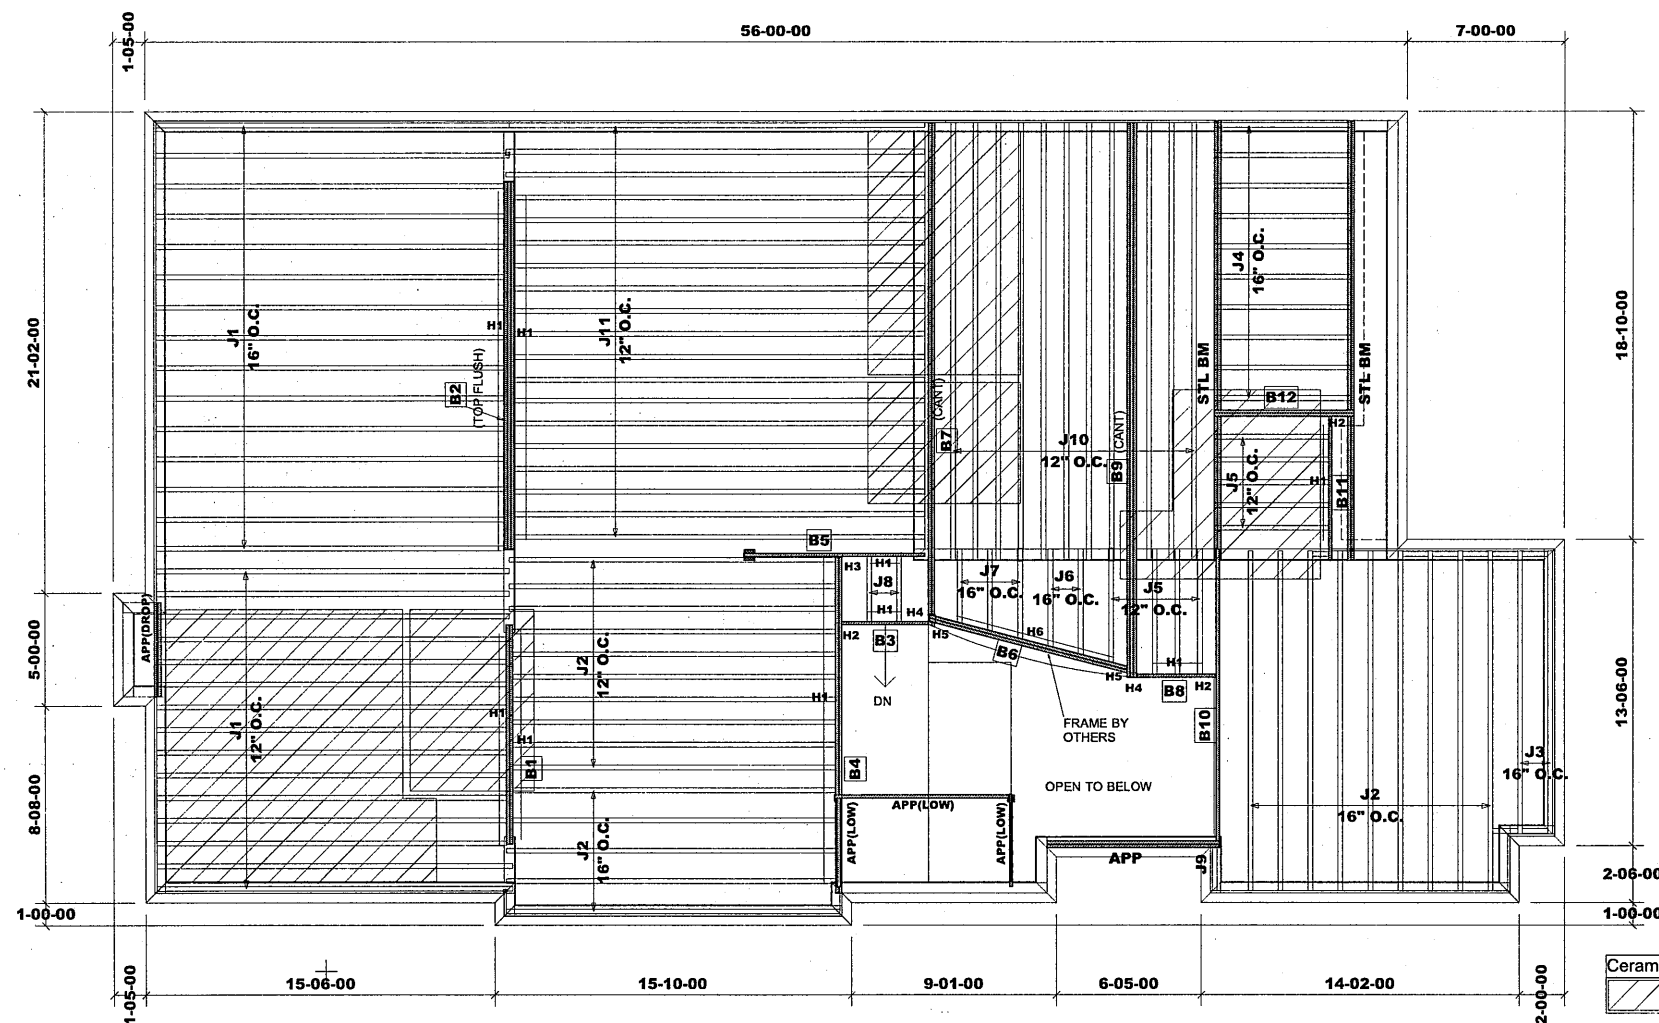 1-05-00
56-00-00
7-00-00
21-02-00
18-10-00
J1
16" O.C.
H1
H1
B2
(TOP FLUSH)
J11
12" O.C.
B7
(CANT)
J10
12" O.C.
B9
(CANT)
STL BM
J4
16" O.C.
STL BM
B12
H2
J5
12" O.C.
H1
B11
B5
H3
H1
J8
H1
H4
J7
16" O.C.
J6
16" O.C.
J5
12" O.C.
5-00-00
APP(DROP)
J1
12" O.C.
H1
H1
B1
J2
12" O.C.
H1
H2
B3
DN
H5
H6
B6
H5
H4
H1
B8
H2
B10
13-06-00
FRAME BY
OTHERS
OPEN TO BELOW
B4
J3
16" O.C.
J2
16" O.C.
8-08-00
J2
16" O.C.
APP(LOW)
APP(LOW)
APP(LOW)
APP
J9
2-06-00
1-00-00
1-00-00
1-05-00
15-06-00
15-10-00
9-01-00
6-05-00
14-02-00
2-00-00
Ceram